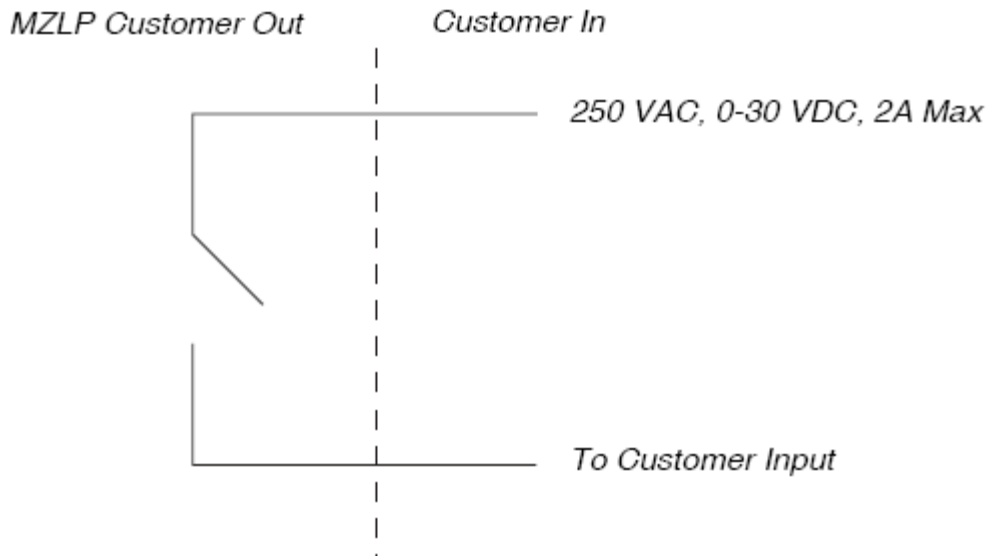 MZLP Customer Out
Customer In
250 VAC, 0-30 VDC, 2A Max
To Customer Input